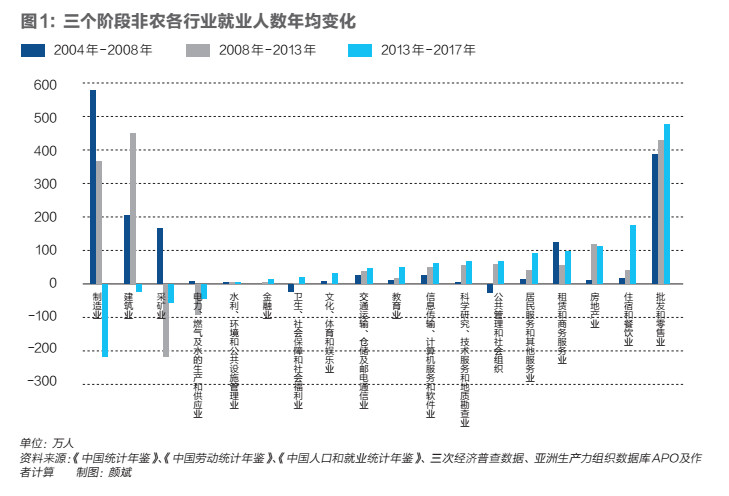 图1：三个阶段非农各行业就业人数年均变化
2004年-2008年 2008年-2013年 2013年-2017年
600
500
400
300
200
100
0
-100
-200
-300
制造业
建筑业
采矿业
电力、燃气及水的生产和供应业
水利、环境和公共设施管理业
金融业
卫生、社会保障和社会福利业
文化、体育和娱乐业
交通运输、仓储及邮电通信业
教育业
信息传输、计算机服务和软件业
科学研究、技术服务和地质勘查业
公共管理和社会组织
居民服务和其他服务业
租赁和商务服务业
房地产业
住宿和餐饮业
批发和零售业
单位：万人
资料来源：《中国统计年鉴》、《中国劳动统计年鉴》、《中国人口和就业统计年鉴》、三次经济普查数据、亚洲生产力组织数据库APO及作
者计算 制图：颜斌